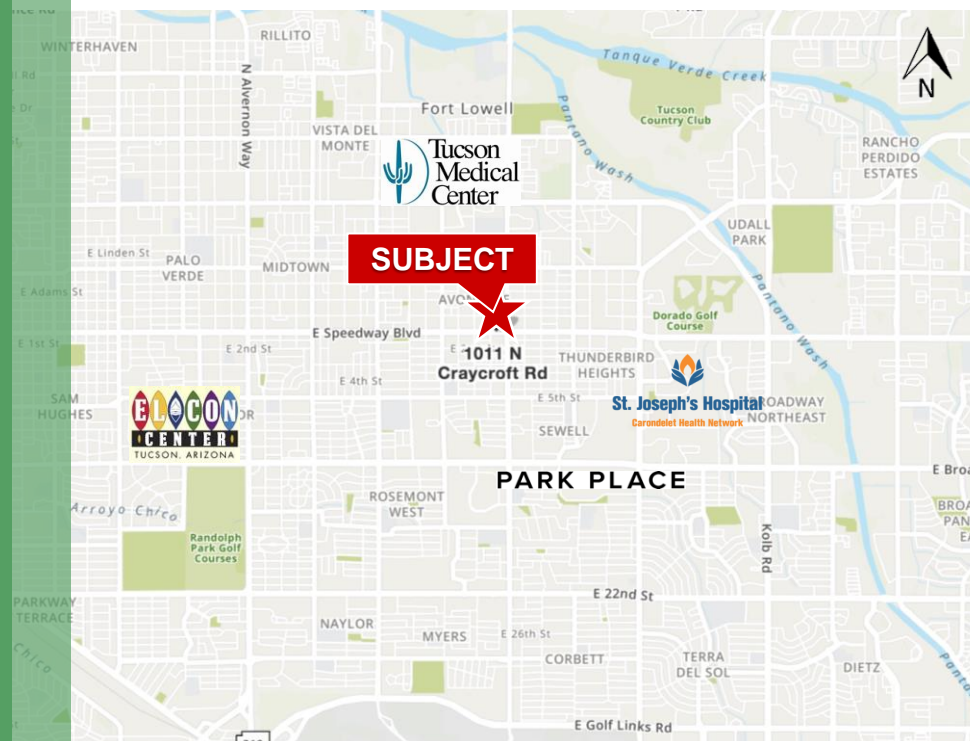 RILLITO
WINTERHAVEN
Tanque Verde Creek
N
N Alvernon Way
Fort Lowell
Pantano Wash
Tucson
Country Club
VISTA DEL
MONTE
RANCHO
PERDIDO
ESTATES
Tucson
Medical
Center
UDALL
PARK
E Linden St
PALO
VERDE
MIDTOWN
SUBJECT
E Adams St
Pantano Wash
Dorado Golf
Course
E Speedway Blvd
E 1st St
E 2nd St
1011 N
Craycroft Rd
THUNDERBIRD
HEIGHTS
E 4th St
SAM
HUGHES
EL CON
CENTER
TUCSON, ARIZONA
E 5th St
St. Joseph's Hospital
Carondelet Health Network
NORTHEAST
SEWELL
PARK PLACE
ROSEMONT
WEST
Arroyo Chico
Randolph
Park Golf
Courses
Kolb Rd
E 22nd St
PARKWAY
TERRACE
NAYLOR
MYERS
E 26th St
CORBETT
TERRA
DEL SOL
DIETZ
Chico
E Golf Links Rd